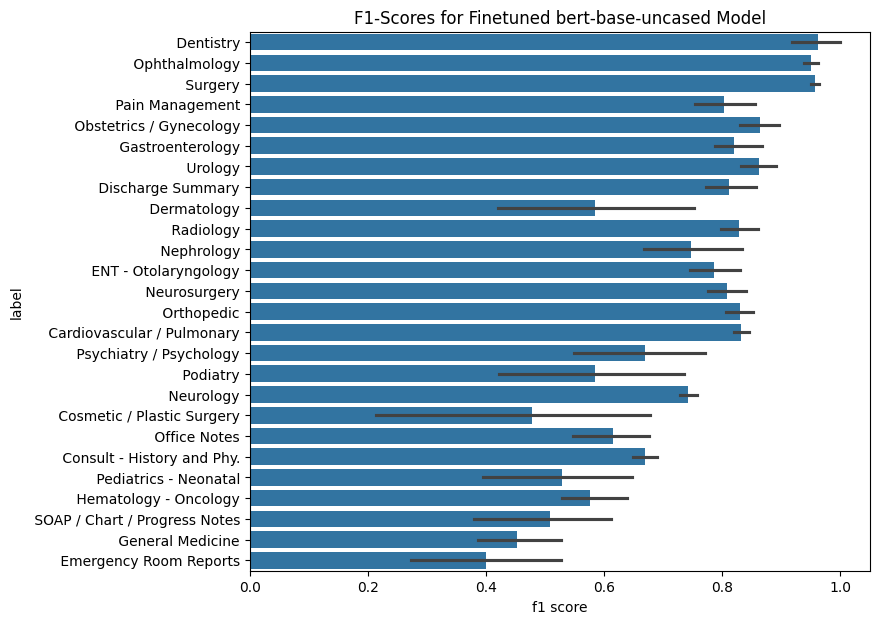 F1-Scores for Finetuned bert-base-uncased Model
Dentistry
Ophthalmology
Surgery
Pain Management
Obstetrics / Gynecology
Gastroenterology
Urology
Discharge Summary
Dermatology
Radiology
Nephrology
ENT - Otolaryngology
Neurosurgery
Orthopedic
Cardiovascular / Pulmonary
Psychiatry / Psychology
Podiatry
Neurology
Cosmetic / Plastic Surgery
Office Notes
Consult - History and Phy.
Pediatrics - Neonatal
Hematology - Oncology
SOAP / Chart / Progress Notes
General Medicine
Emergency Room Reports
label
0.0 0.2 0.4 0.6 0.8 1.0
f1 score